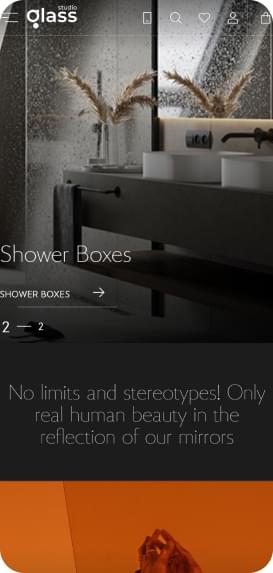 studio
glass
Shower Boxes
SHOWER BOXES
2 — 2
No limits and stereotypes! Only
real human beauty in the
reflection of our mirrors